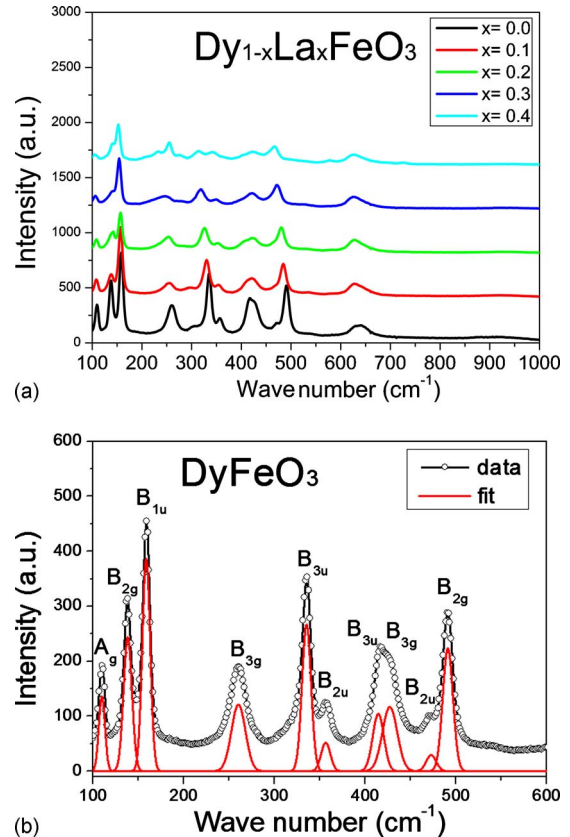 3000
2500
2000
1500
1000
500
0
Intensity (a.u.)
Dy1-xLaxFeO3
x= 0.0
x= 0.1
x= 0.2
x= 0.3
x= 0.4
100 200 300 400 500 600 700 800 900 1000
Wave number (cm-1)
(a)
600
500
400
300
200
100
0
Intensity (a.u.)
DyFeO3
data
fit
Ag
B2g
B1u
B3g
B3u
B2u
B3u
B3g
B2u
B2g
100 200 300 400 500 600
Wave number (cm-1)
(b)